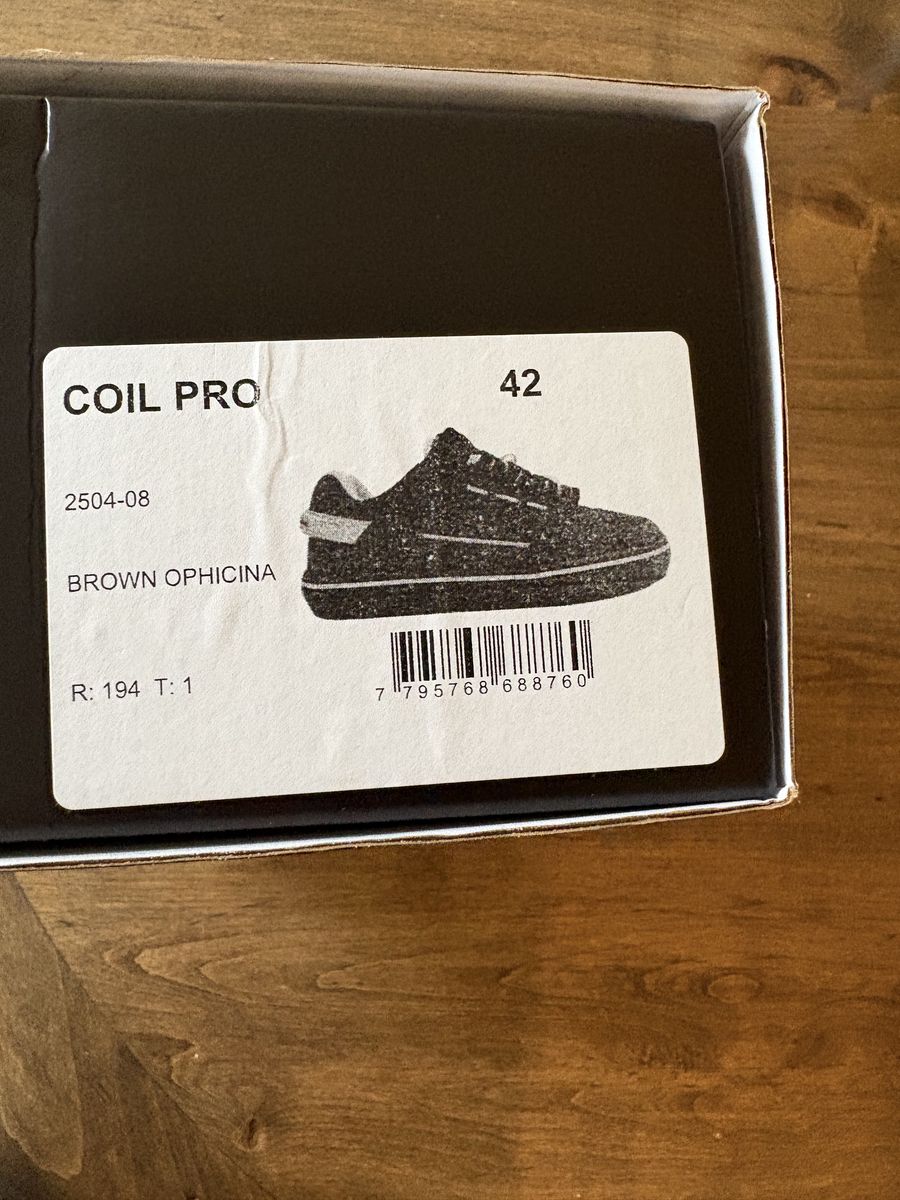 COIL PRO
42
2504-08
BROWN OPHICINA
R: 194 T: 1
7 795768 688760